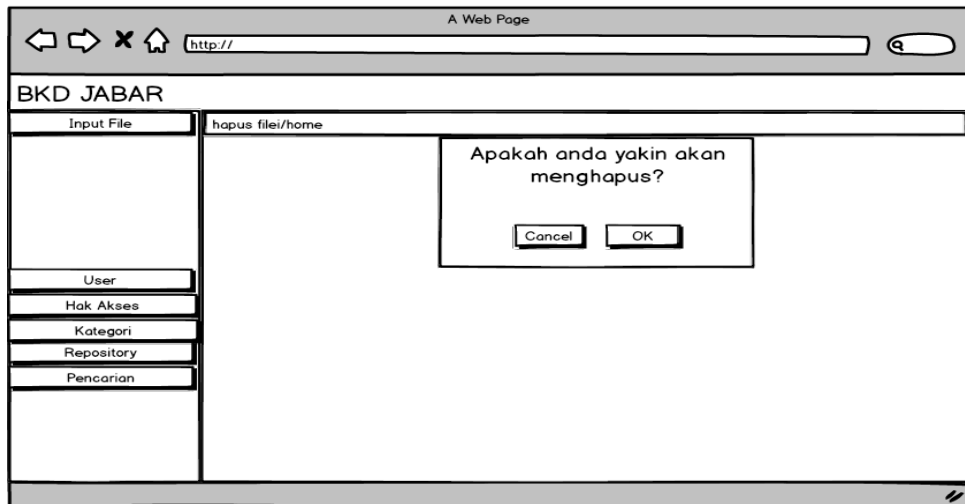 A Web Page
http://
BKD JABAR
Input File
hapus filei/home
Apakah anda yakin akan
menghapus?
Cancel
OK
User
Hak Akses
Kategori
Repository
Pencarian